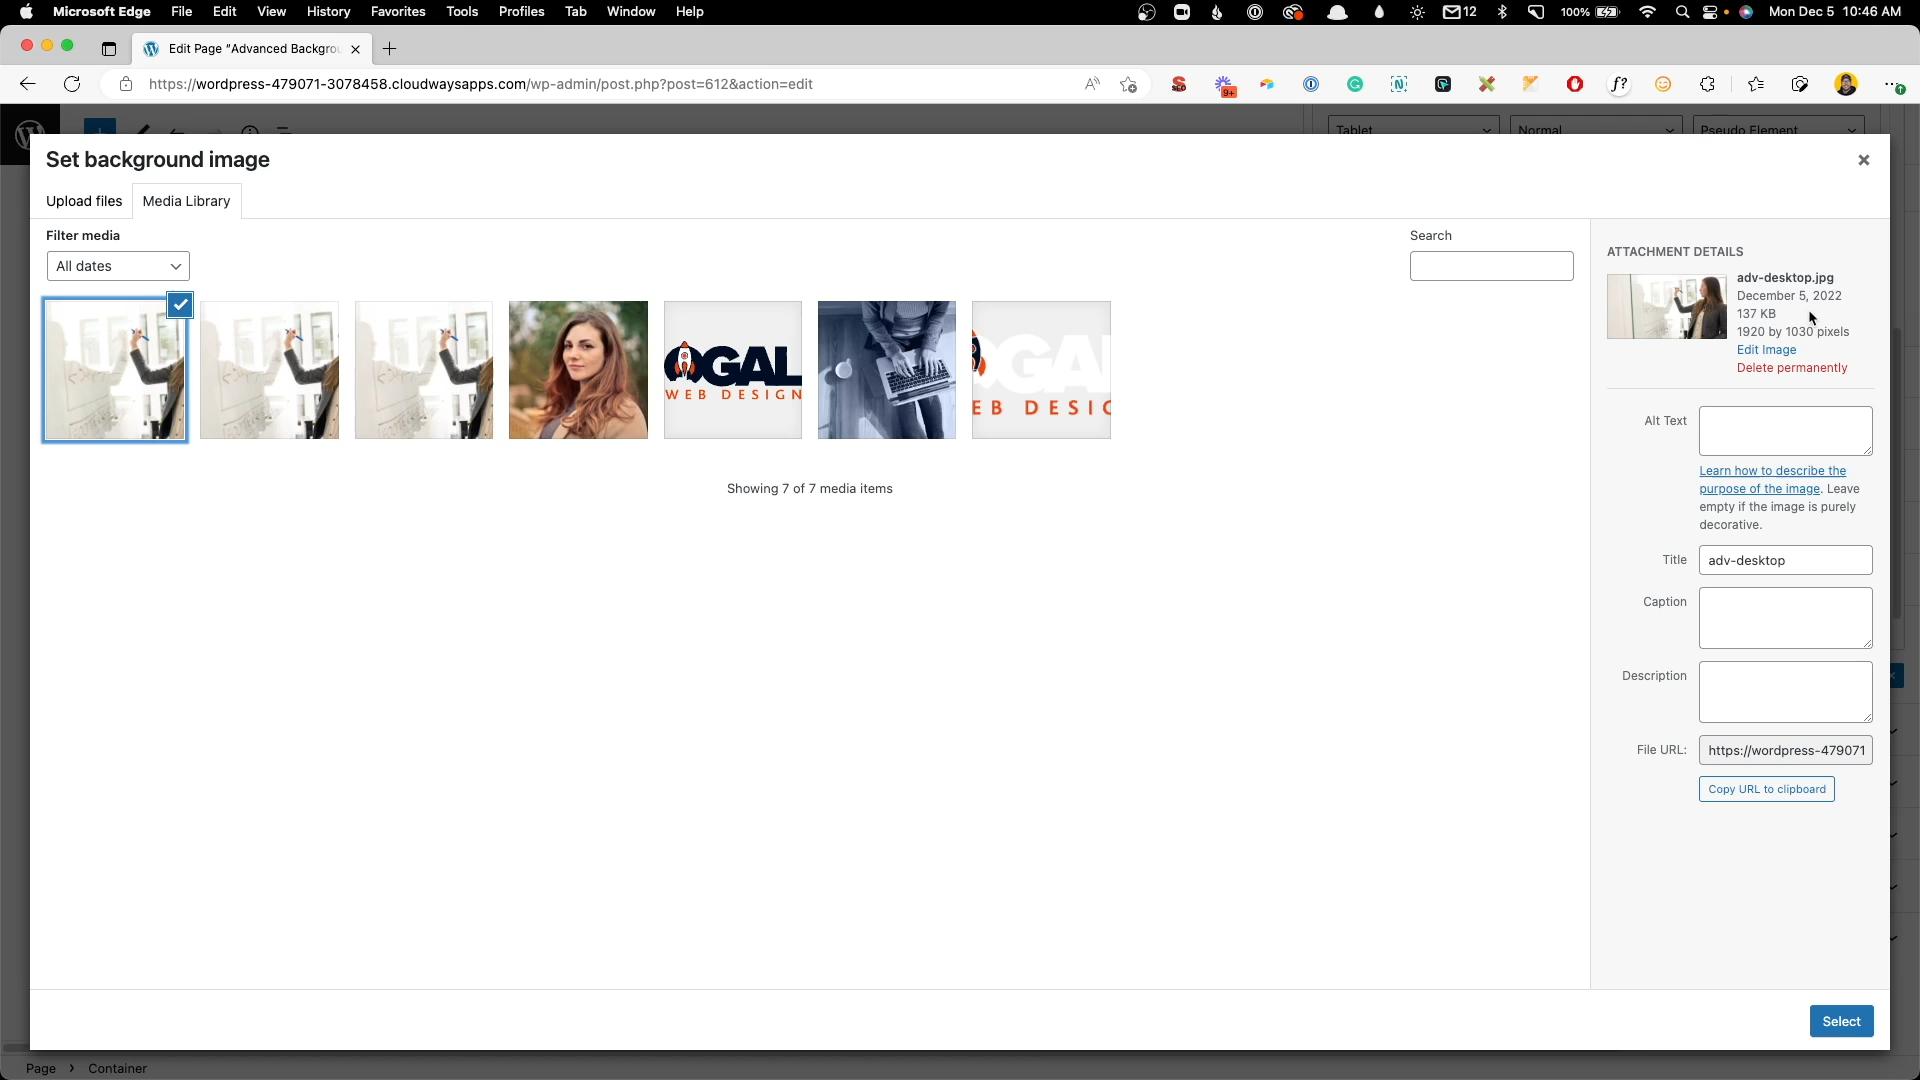 Microsoft Edge File Edit View History Favorites Tools Profiles Tab Window Help 12 100% Mon Dec 5 10:46 AM
Edit Page "Advanced Backgrou
https://wordpress-479071-3078458.cloudwaysapps.com/wp-admin/post.php?post=612&action=edit
9+
f?
Tablet Normal Pseudo Element
Set background image
Upload files Media Library
Filter media
All dates
Search
OGAL
WEB DESIGN
OGAL
EB DESIG
Showing 7 of 7 media items
ATTACHMENT DETAILS
adv-desktop.jpg
December 5, 2022
137 KB
1920 by 1030 pixels
Edit Image
Delete permanently
Alt Text
Learn how to describe the
purpose of the image. Leave
empty if the image is purely
decorative.
Title adv-desktop
Caption
Description
File URL: https://wordpress-479071
Copy URL to clipboard
Select
Page › Container